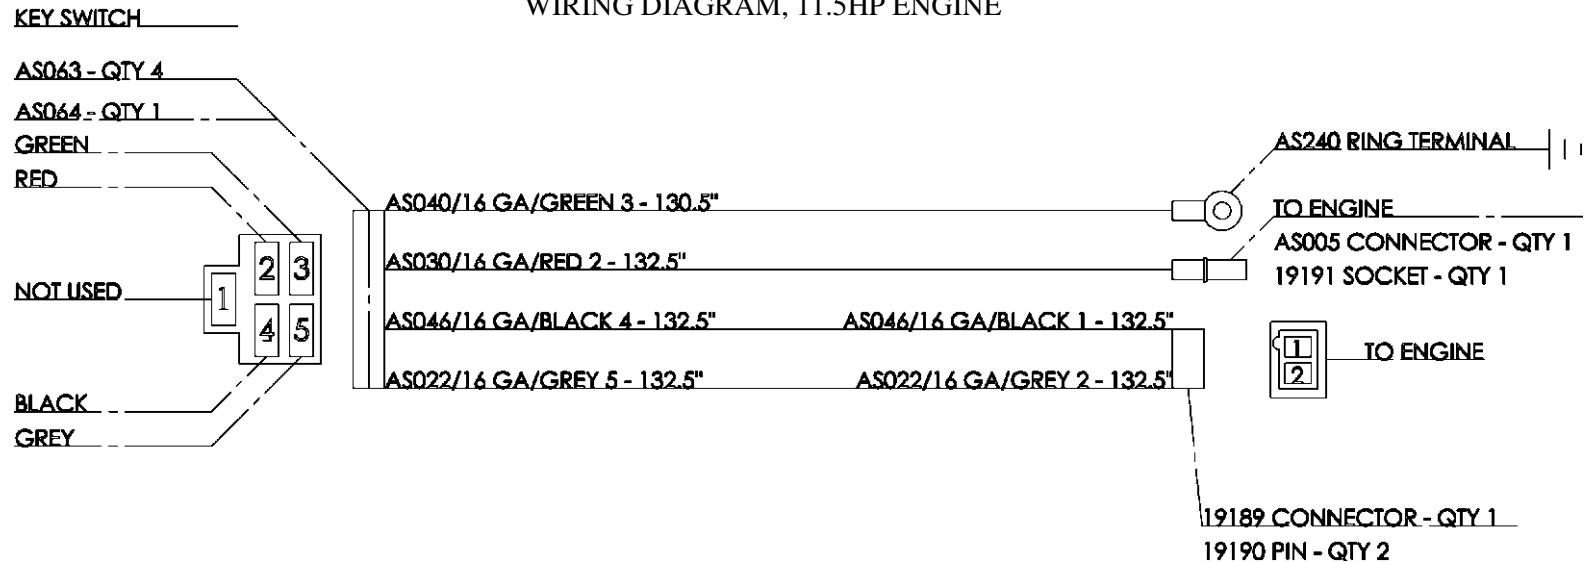 WIRING DIAGRAM, 11.5HP ENGINE
KEY SWITCH
AS063 - QTY 4
AS064 - QTY 1
GREEN
RED
NOT USED
BLACK
GREY
1
2 3
4 5
AS040/16 GA/GREEN 3 - 130.5"
AS030/16 GA/RED 2 - 132.5"
AS046/16 GA/BLACK 4 - 132.5" AS046/16 GA/BLACK 1 - 132.5"
AS022/16 GA/GREY 5 - 132.5" AS022/16 GA/GREY 2 - 132.5"
AS240 RING TERMINAL
TO ENGINE
AS005 CONNECTOR - QTY 1
19191 SOCKET - QTY 1
1
2
TO ENGINE
19189 CONNECTOR - QTY 1
19190 PIN - QTY 2